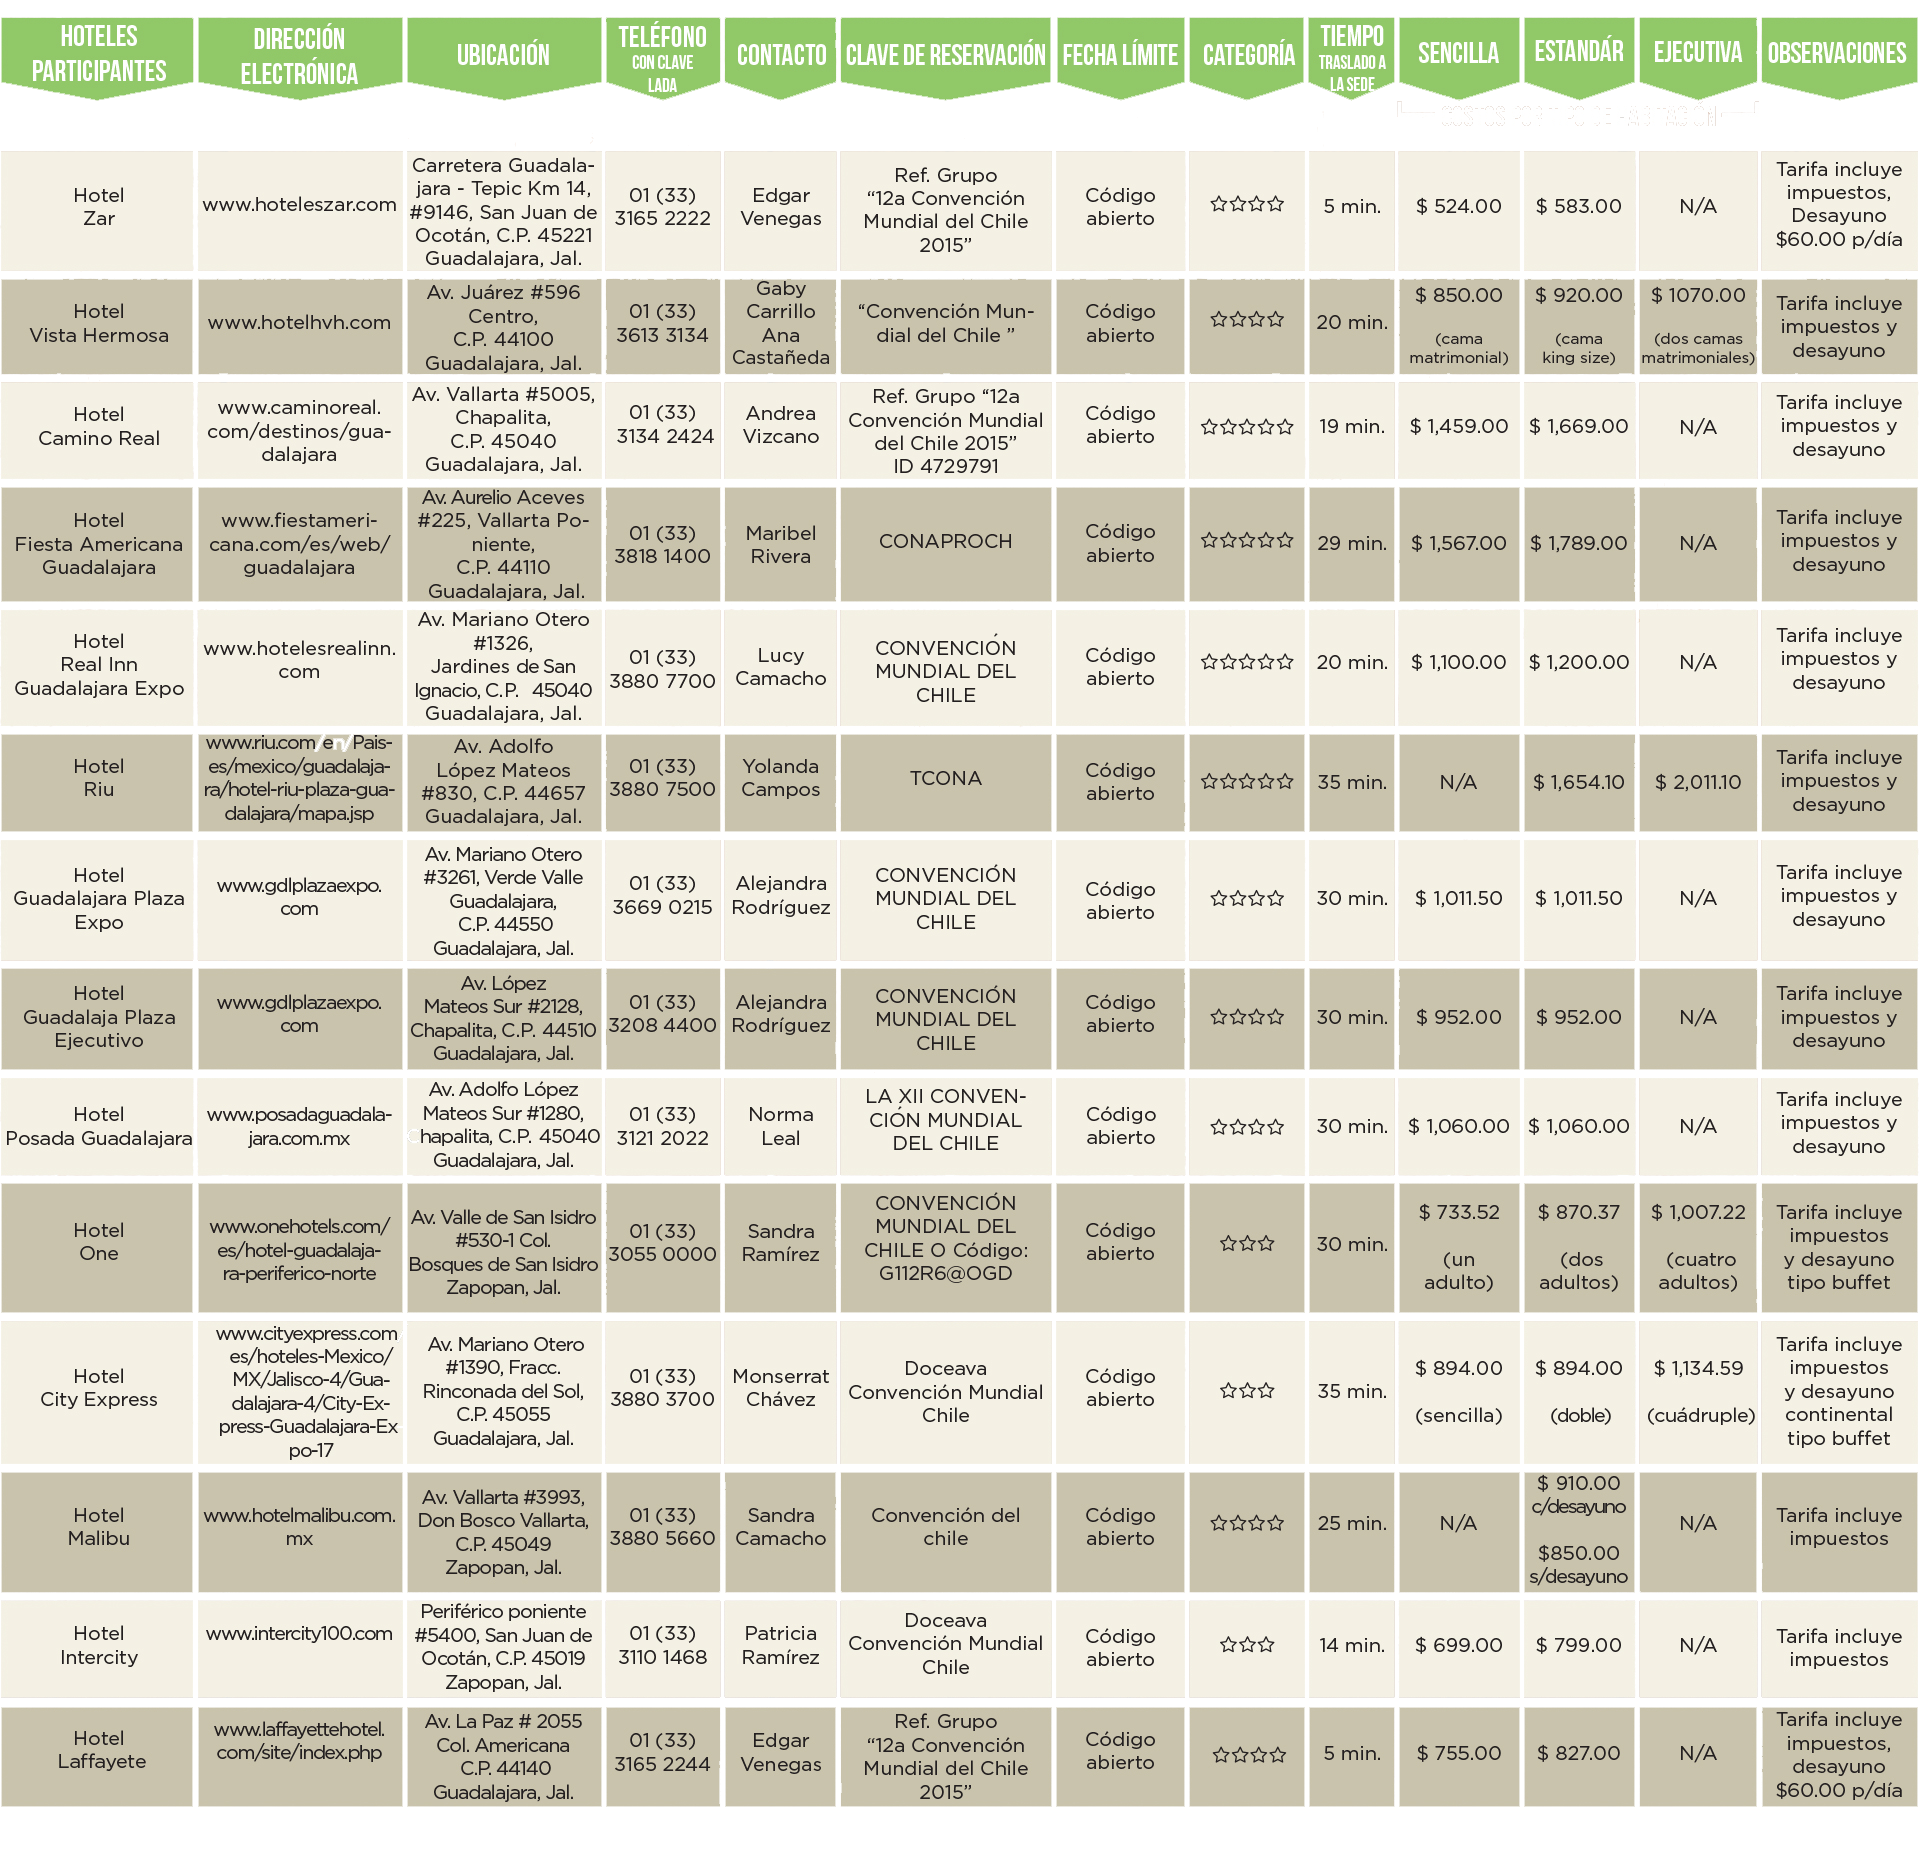 HOTELES
PARTICIPANTES
DIRECCIÓN
ELECTRÓNICA
UBICACIÓN
TELÉFONO
CON CLAVE
LADA
CONTACTO
CLAVE DE RESERVACIÓN
FECHA LÍMITE
CATEGORÍA
TIEMPO
TRASLADO A
LA SEDE
SENCILLA
ESTANDÁR
EJECUTIVA
OBSERVACIONES
COSTOS POR TIPO DE HABITACIÓN
Hotel
Zar
www.hoteleszar.com
Carretera Guadala-
jara - Tepic Km 14,
#9146, San Juan de
Ocotán, C.P. 45221
Guadalajara, Jal.
01 (33)
3165 2222
Edgar
Venegas
Ref. Grupo
“12a Convención
Mundial del Chile
2015”
Código
abierto
5 min.
$ 524.00
$ 583.00
N/A
Tarifa incluye
impuestos,
Desayuno
$60.00 p/día
Hotel
Vista Hermosa
www.hotelhvh.com
Av. Juárez #596
Centro,
C.P. 44100
Guadalajara, Jal.
01 (33)
3613 3134
Gaby
Carrillo
Ana
Castañeda
“Convención Mun-
dial del Chile ”
Código
abierto
20 min.
$ 850.00
(cama
matrimonial)
$ 920.00
(cama
king size)
$ 1070.00
(dos camas
matrimoniales)
Tarifa incluye
impuestos y
desayuno
Hotel
Camino Real
www.caminoreal.
com/destinos/gua-
dalajara
Av. Vallarta #5005,
Chapalita,
C.P. 45040
Guadalajara, Jal.
01 (33)
3134 2424
Andrea
Vizcano
Ref. Grupo “12a
Convención Mundial
del Chile 2015”
ID 4729791
Código
abierto
19 min.
$ 1,459.00
$ 1,669.00
N/A
Tarifa incluye
impuestos y
desayuno
Hotel
Fiesta Americana
Guadalajara
www.fiestameri-
cana.com/es/web/
guadalajara
Av. Aurelio Aceves
#225, Vallarta Po-
niente,
C.P. 44110
Guadalajara, Jal.
01 (33)
3818 1400
Maribel
Rivera
CONAPROCH
Código
abierto
29 min.
$ 1,567.00
$ 1,789.00
N/A
Tarifa incluye
impuestos y
desayuno
Hotel
Real Inn
Guadalajara Expo
www.hotelesrealinn.
com
Av. Mariano Otero
#1326,
Jardines de San
Ignacio, C.P. 45040
Guadalajara, Jal.
01 (33)
3880 7700
Lucy
Camacho
CONVENCIÓN
MUNDIAL DEL
CHILE
Código
abierto
20 min.
$ 1,100.00
$ 1,200.00
N/A
Tarifa incluye
impuestos y
desayuno
Hotel
Riu
www.riu.com/en/Pais-
es/mexico/guadalaja-
ra/hotel-riu-plaza-gua-
dalajara/mapa.jsp
Av. Adolfo
López Mateos
#830, C.P. 44657
Guadalajara, Jal.
01 (33)
3880 7500
Yolanda
Campos
TCONA
Código
abierto
35 min.
N/A
$ 1,654.10
$ 2,011.10
Tarifa incluye
impuestos y
desayuno
Hotel
Guadalajara Plaza
Expo
www.gdlplazaexpo.
com
Av. Mariano Otero
#3261, Verde Valle
Guadalajara,
C.P. 44550
Guadalajara, Jal.
01 (33)
3669 0215
Alejandra
Rodríguez
CONVENCIÓN
MUNDIAL DEL
CHILE
Código
abierto
30 min.
$ 1,011.50
$ 1,011.50
N/A
Tarifa incluye
impuestos y
desayuno
Hotel
Guadalaja Plaza
Ejecutivo
www.gdlplazaexpo.
com
Av. López
Mateos Sur #2128,
Chapalita, C.P. 44510
Guadalajara, Jal.
01 (33)
3208 4400
Alejandra
Rodríguez
CONVENCIÓN
MUNDIAL DEL
CHILE
Código
abierto
30 min.
$ 952.00
$ 952.00
N/A
Tarifa incluye
impuestos y
desayuno
Hotel
Posada Guadalajara
www.posadaguadala-
jara.com.mx
Av. Adolfo López
Mateos Sur #1280,
Chapalita, C.P. 45040
Guadalajara, Jal.
01 (33)
3121 2022
Norma
Leal
LA XII CONVEN-
CIÓN MUNDIAL
DEL CHILE
Código
abierto
30 min.
$ 1,060.00
$ 1,060.00
N/A
Tarifa incluye
impuestos y
desayuno
Hotel
One
www.onehotels.com/
es/hotel-guadalaja-
ra-periferico-norte
Av. Valle de San Isidro
#530-1 Col.
Bosques de San Isidro
Zapopan, Jal.
01 (33)
3055 0000
Sandra
Ramírez
CONVENCIÓN
MUNDIAL DEL
CHILE O Código:
G112R6@OGD
Código
abierto
30 min.
$ 733.52
(un
adulto)
$ 870.37
(dos
adultos)
$ 1,007.22
(cuatro
adultos)
Tarifa incluye
impuestos
y desayuno
tipo buffet
Hotel
City Express
www.cityexpress.com
es/hoteles-Mexico/
MX/Jalisco-4/Gua-
dalajara-4/City-Ex-
press-Guadalajara-Ex
po-17
Av. Mariano Otero
#1390, Fracc.
Rinconada del Sol,
C.P. 45055
Guadalajara, Jal.
01 (33)
3880 3700
Monserrat
Chávez
Doceava
Convención Mundial
Chile
Código
abierto
35 min.
$ 894.00
(sencilla)
$ 894.00
(doble)
$ 1,134.59
(cuádruple)
Tarifa incluye
impuestos
y desayuno
continental
tipo buffet
Hotel
Malibu
www.hotelmalibu.com.
mx
Av. Vallarta #3993,
Don Bosco Vallarta,
C.P. 45049
Zapopan, Jal.
01 (33)
3880 5660
Sandra
Camacho
Convención del
chile
Código
abierto
25 min.
N/A
$ 910.00
c/desayuno
$850.00
s/desayuno
N/A
Tarifa incluye
impuestos
Hotel
Intercity
www.intercity100.com
Periférico poniente
#5400, San Juan de
Ocotán, C.P. 45019
Zapopan, Jal.
01 (33)
3110 1468
Patricia
Ramírez
Doceava
Convención Mundial
Chile
Código
abierto
14 min.
$ 699.00
$ 799.00
N/A
Tarifa incluye
impuestos
Hotel
Laffayete
www.laffayettehotel.
com/site/index.php
Av. La Paz # 2055
Col. Americana
C.P. 44140
Guadalajara, Jal.
01 (33)
3165 2244
Edgar
Venegas
Ref. Grupo
“12a Convención
Mundial del Chile
2015”
Código
abierto
5 min.
$ 755.00
$ 827.00
N/A
Tarifa incluye
impuestos,
desayuno
$60.00 p/día